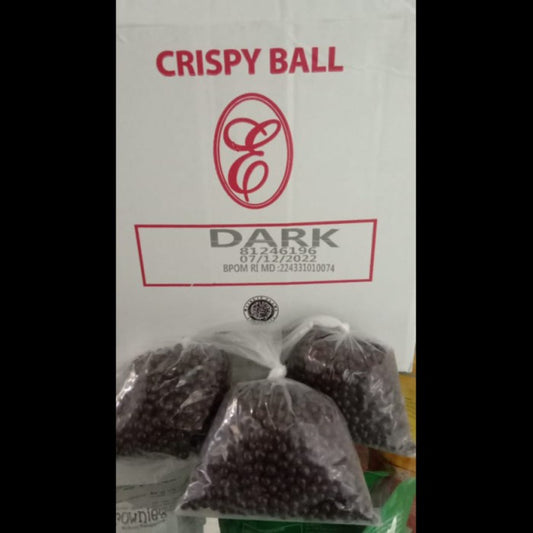 CRISPY BALL
E
DARK
81246196
07/12/2022
BPOM RI MD :224331010074